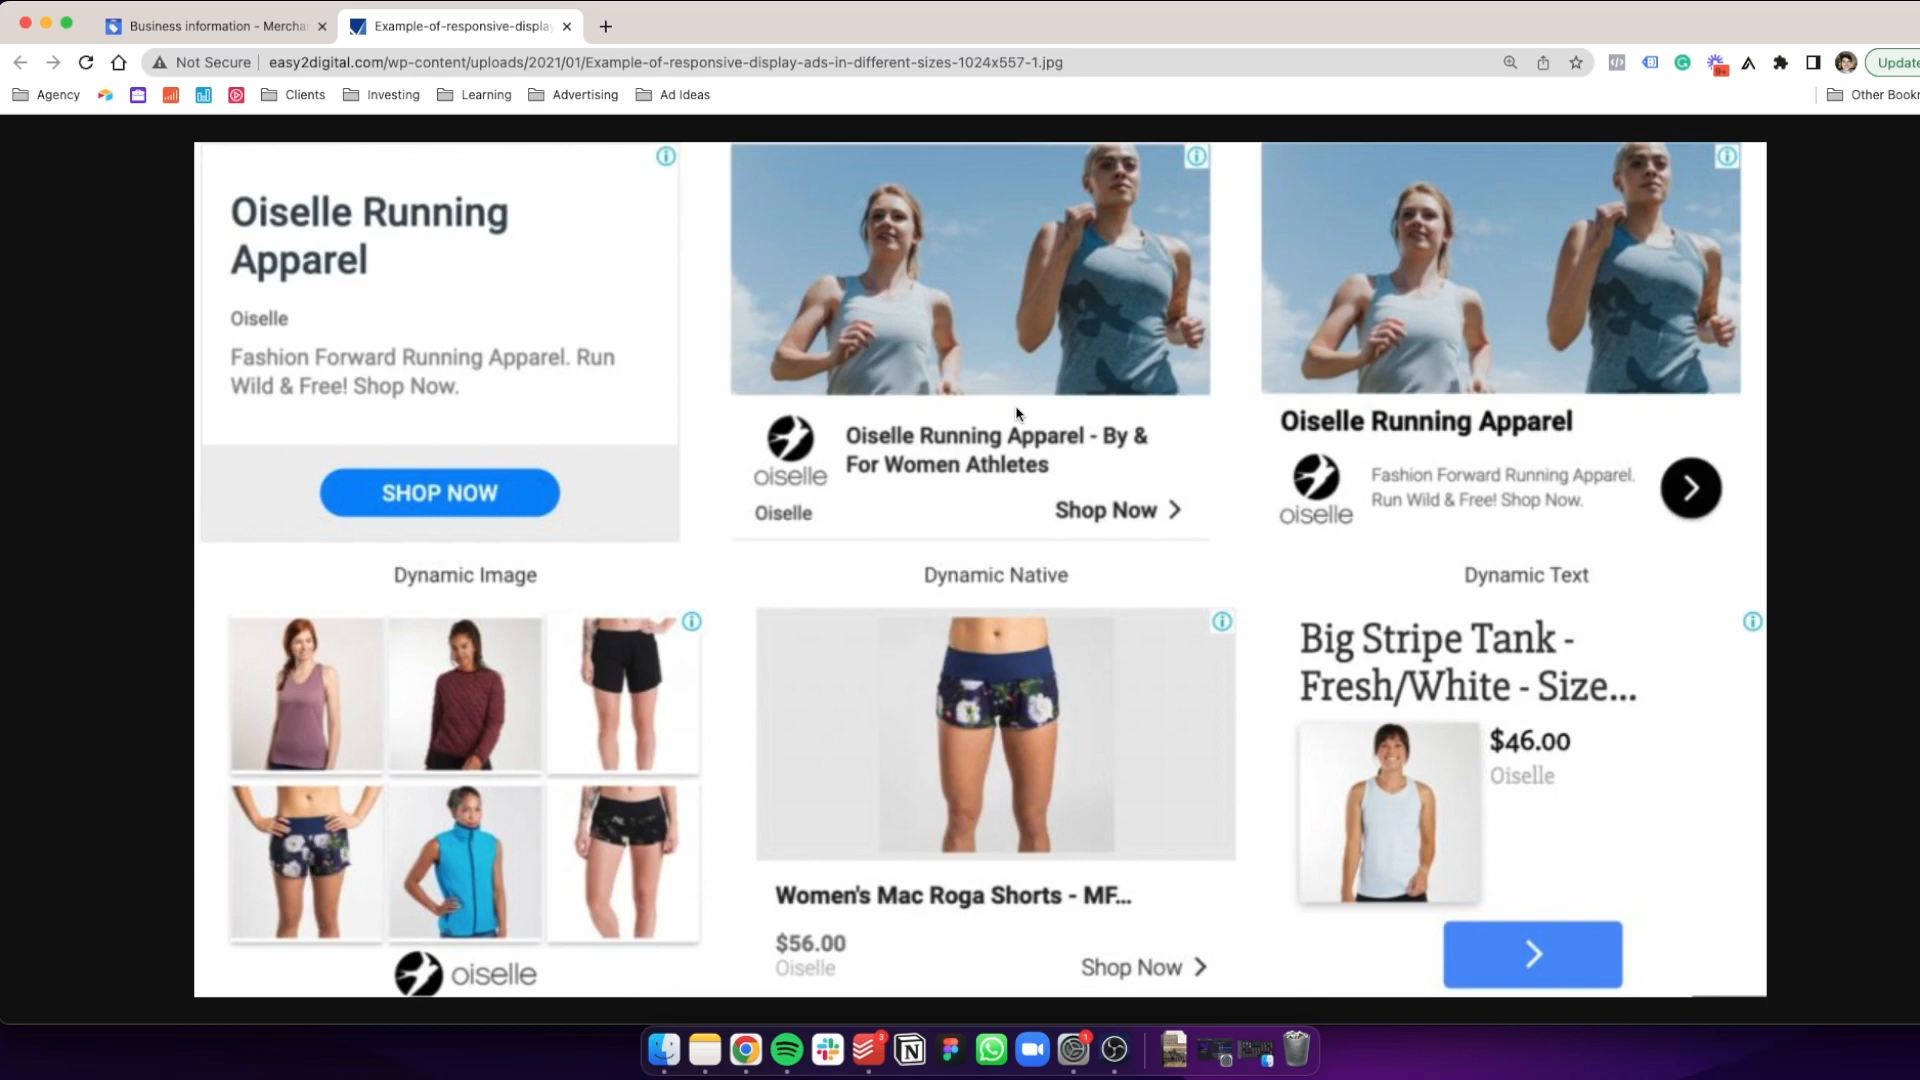 Business information - Mercha
Example-of-responsive-display
Not Secure
easy2digital.com/wp-content/uploads/2021/01/Example-of-responsive-display-ads-in-different-sizes-1024x557-1.jpg
9+
Update
Agency
Clients
Investing
Learning
Advertising
Ad Ideas
Other Bookr
Oiselle Running
Apparel
Oiselle
Fashion Forward Running Apparel. Run
Wild & Free! Shop Now.
SHOP NOW
oiselle
Oiselle Running Apparel - By &
For Women Athletes
Oiselle
Shop Now
Oiselle Running Apparel
oiselle
Fashion Forward Running Apparel.
Run Wild & Free! Shop Now.
Dynamic Image
Dynamic Native
Dynamic Text
oiselle
Women's Mac Roga Shorts - MF...
$56.00
Oiselle
Shop Now
Big Stripe Tank -
Fresh/White - Size...
$46.00
Oiselle
3
1